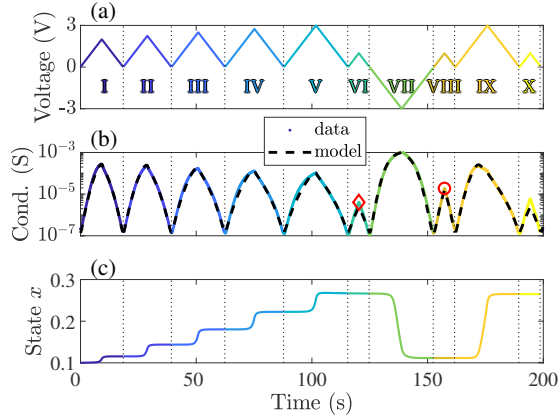 (a)
Voltage (V)
3
0
-3
I II III IV V VI VII VIII IX X
(b)
Cond. (S)
10⁻³
10⁻⁵
10⁻⁷
data
model
(c)
State x
0.3
0.2
0.1
0 50 100 150 200
Time (s)